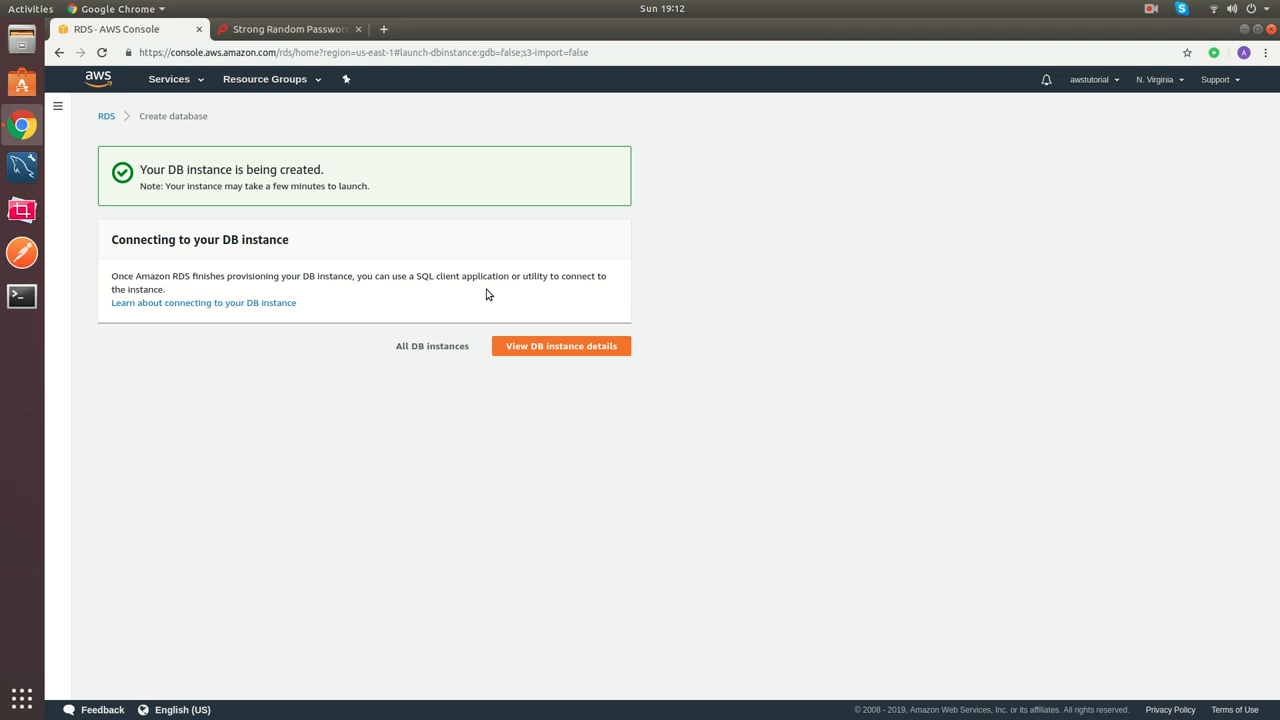 Activities
Google Chrome
Sun 19:12
RDS · AWS Console
Strong Random Password
https://console.aws.amazon.com/rds/home?region=us-east-1#launch-dbinstance:gdb=false;s3-import=false
A
aws
Services
Resource Groups
awstutorial
N. Virginia
Support
RDS
Create database
Your DB instance is being created.
Note: Your instance may take a few minutes to launch.
Connecting to your DB instance
Once Amazon RDS finishes provisioning your DB instance, you can use a SQL client application or utility to connect to
the instance.
Learn about connecting to your DB instance
All DB instances
View DB instance details
Feedback
English (US)
© 2008 - 2019, Amazon Web Services, Inc. or its affiliates. All rights reserved.
Privacy Policy
Terms of Use